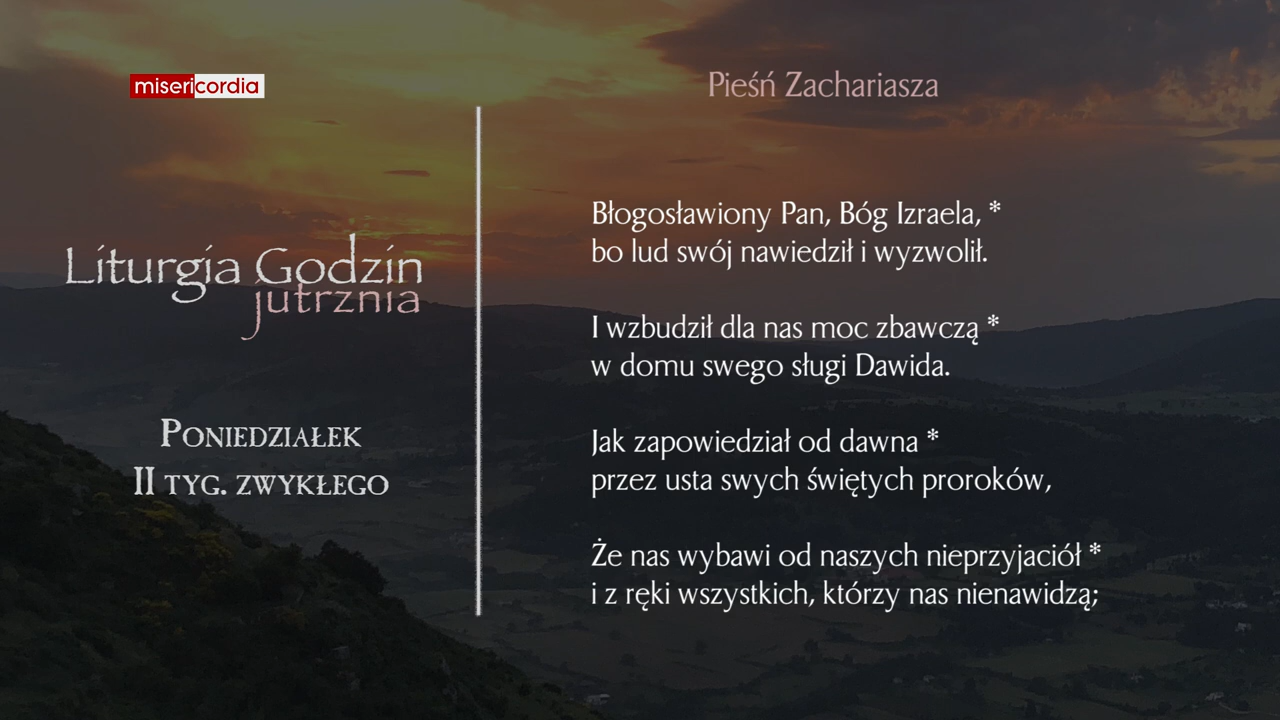 misericordia
Liturgia Godzin
jutrznia
Poniedziałek
II tyg. zwykłego
Pieśń Zachariasza
Błogosławiony Pan, Bóg Izraela, *
bo lud swój nawiedził i wyzwolił.
I wzbudził dla nas moc zbawczą *
w domu swego sługi Dawida.
Jak zapowiedział od dawna *
przez usta swych świętych proroków,
Że nas wybawi od naszych nieprzyjaciół *
i z ręki wszystkich, którzy nas nienawidzą;